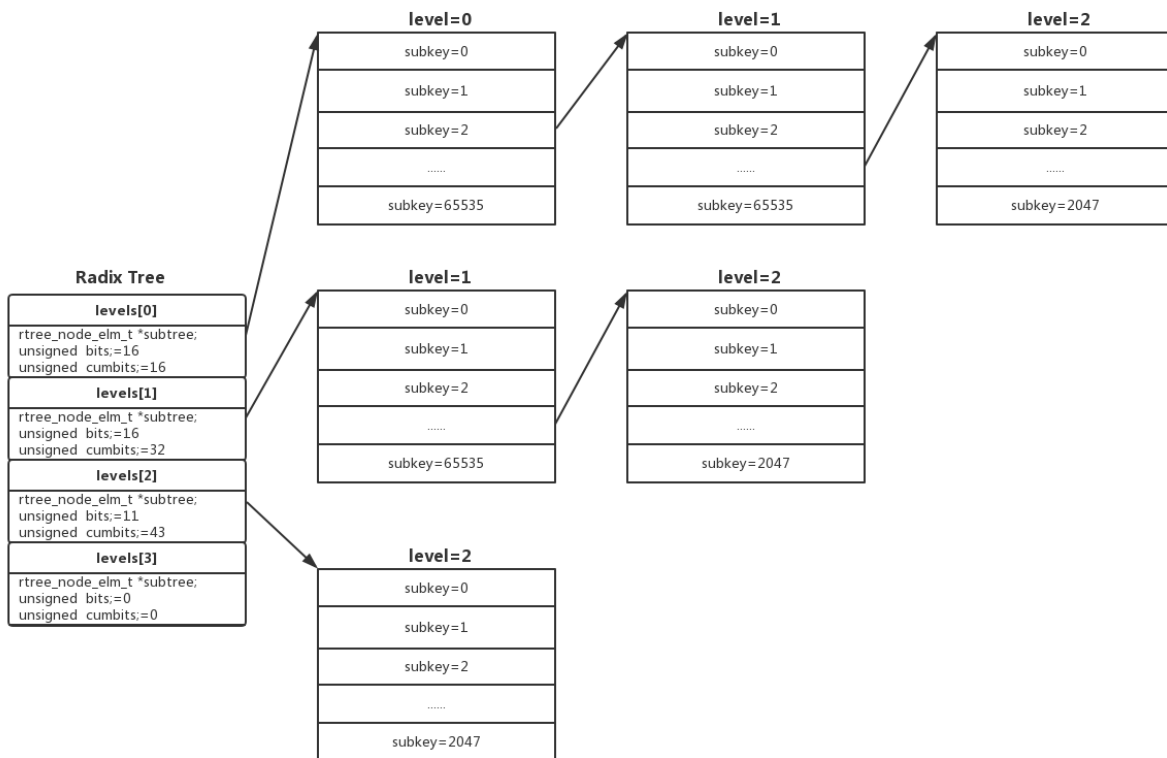 level=0
subkey=0
subkey=1
subkey=2
......
subkey=65535
level=1
subkey=0
subkey=1
subkey=2
......
subkey=65535
level=2
subkey=0
subkey=1
subkey=2
......
subkey=2047
Radix Tree
levels[0]
rtree_node_elm_t *subtree;
unsigned bits;=16
unsigned cumbits;=16
levels[1]
rtree_node_elm_t *subtree;
unsigned bits;=16
unsigned cumbits;=32
levels[2]
rtree_node_elm_t *subtree;
unsigned bits;=11
unsigned cumbits;=43
levels[3]
rtree_node_elm_t *subtree;
unsigned bits;=0
unsigned cumbits;=0
level=1
subkey=0
subkey=1
subkey=2
......
subkey=65535
level=2
subkey=0
subkey=1
subkey=2
......
subkey=2047
level=2
subkey=0
subkey=1
subkey=2
......
subkey=2047